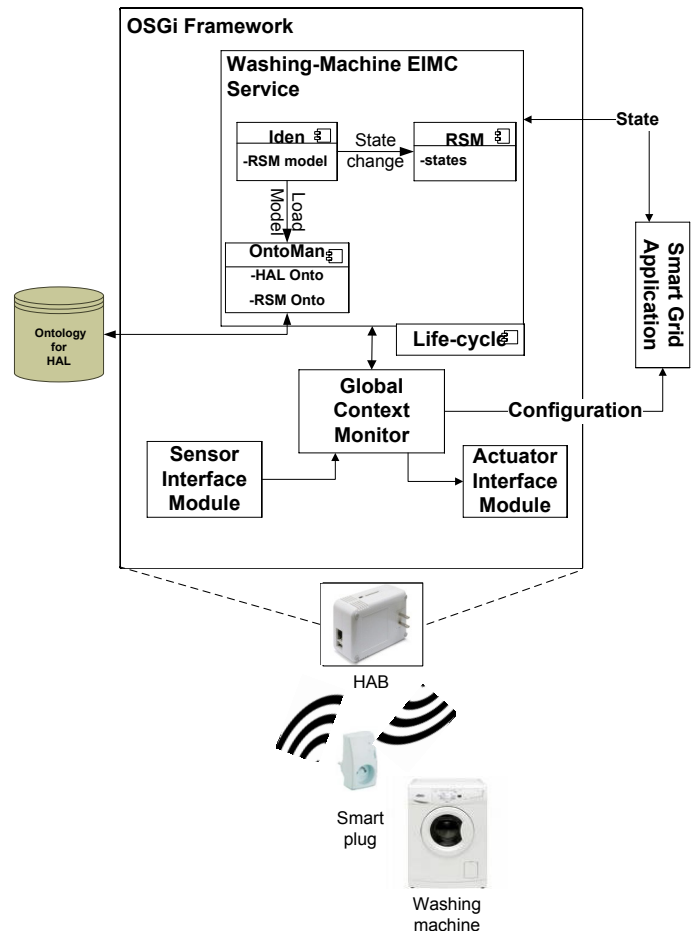 OSGi Framework
Washing-Machine EIMC
Service
Iden
-RSM model
State
change
RSM
-states
State
Load
Model
OntoMan
-HAL Onto
-RSM Onto
Smart Grid
Application
Ontology
for
HAL
Life-cycle
Global
Context
Monitor
Configuration
Sensor
Interface
Module
Actuator
Interface
Module
HAB
Smart
plug
Washing
machine